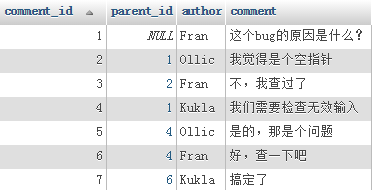 comment_id parent_id author comment
1 NULL Fran 这个bug的原因是什么?
2 1 Ollic 我觉得是个空指针
3 2 Fran 不,我查过了
4 1 Kukla 我们需要检查无效输入
5 4 Ollic 是的,那是个问题
6 4 Fran 好,查一下吧
7 6 Kukla 搞定了